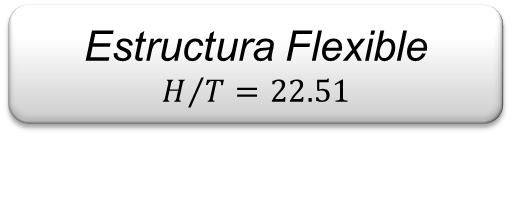 Estructura Flexible
H/T = 22.51